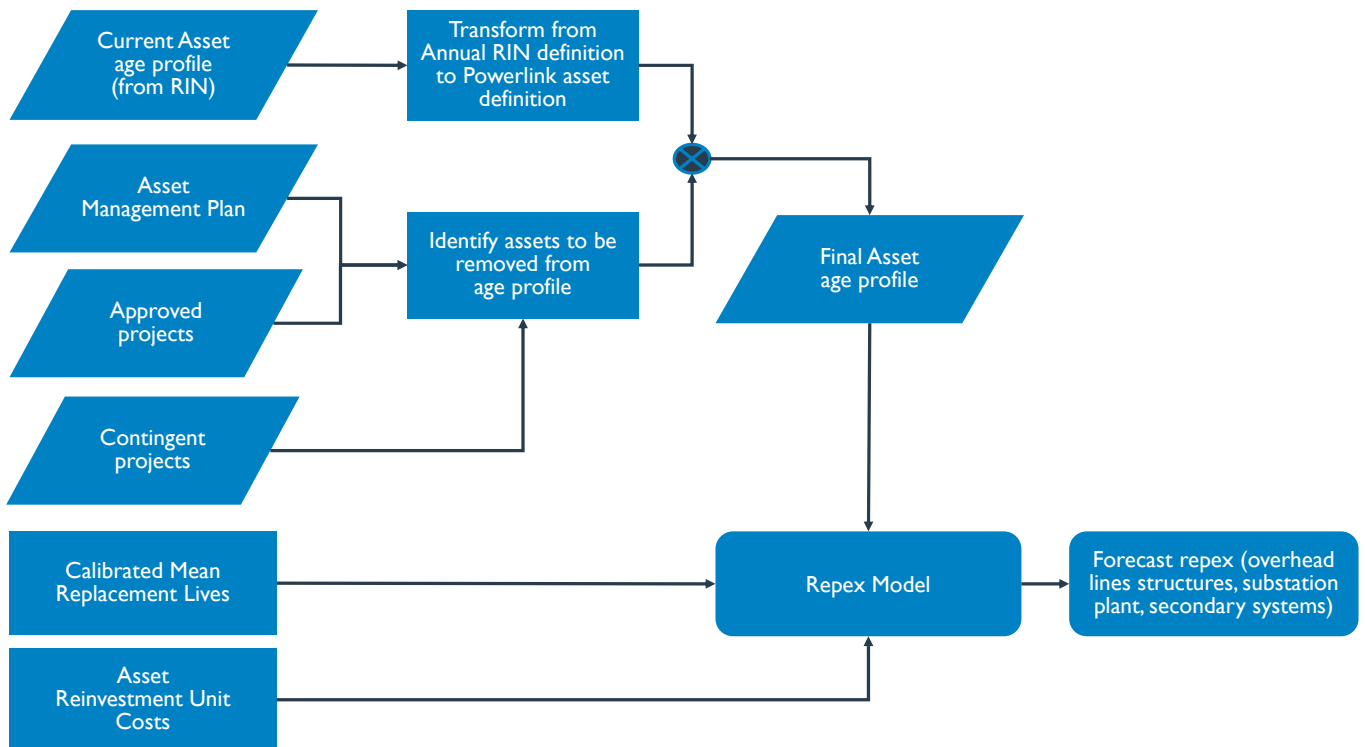 Current Asset
age profile
(from RIN)
Transform from
Annual RIN definition
to Powerlink asset
definition
Asset
Management Plan
Identify assets to be
removed from
age profile
Final Asset
age profile
Approved
projects
Contingent
projects
Calibrated Mean
Replacement Lives
Repex Model
Forecast repex (overhead
lines structures, substation
plant, secondary systems)
Asset
Reinvestment Unit
Costs